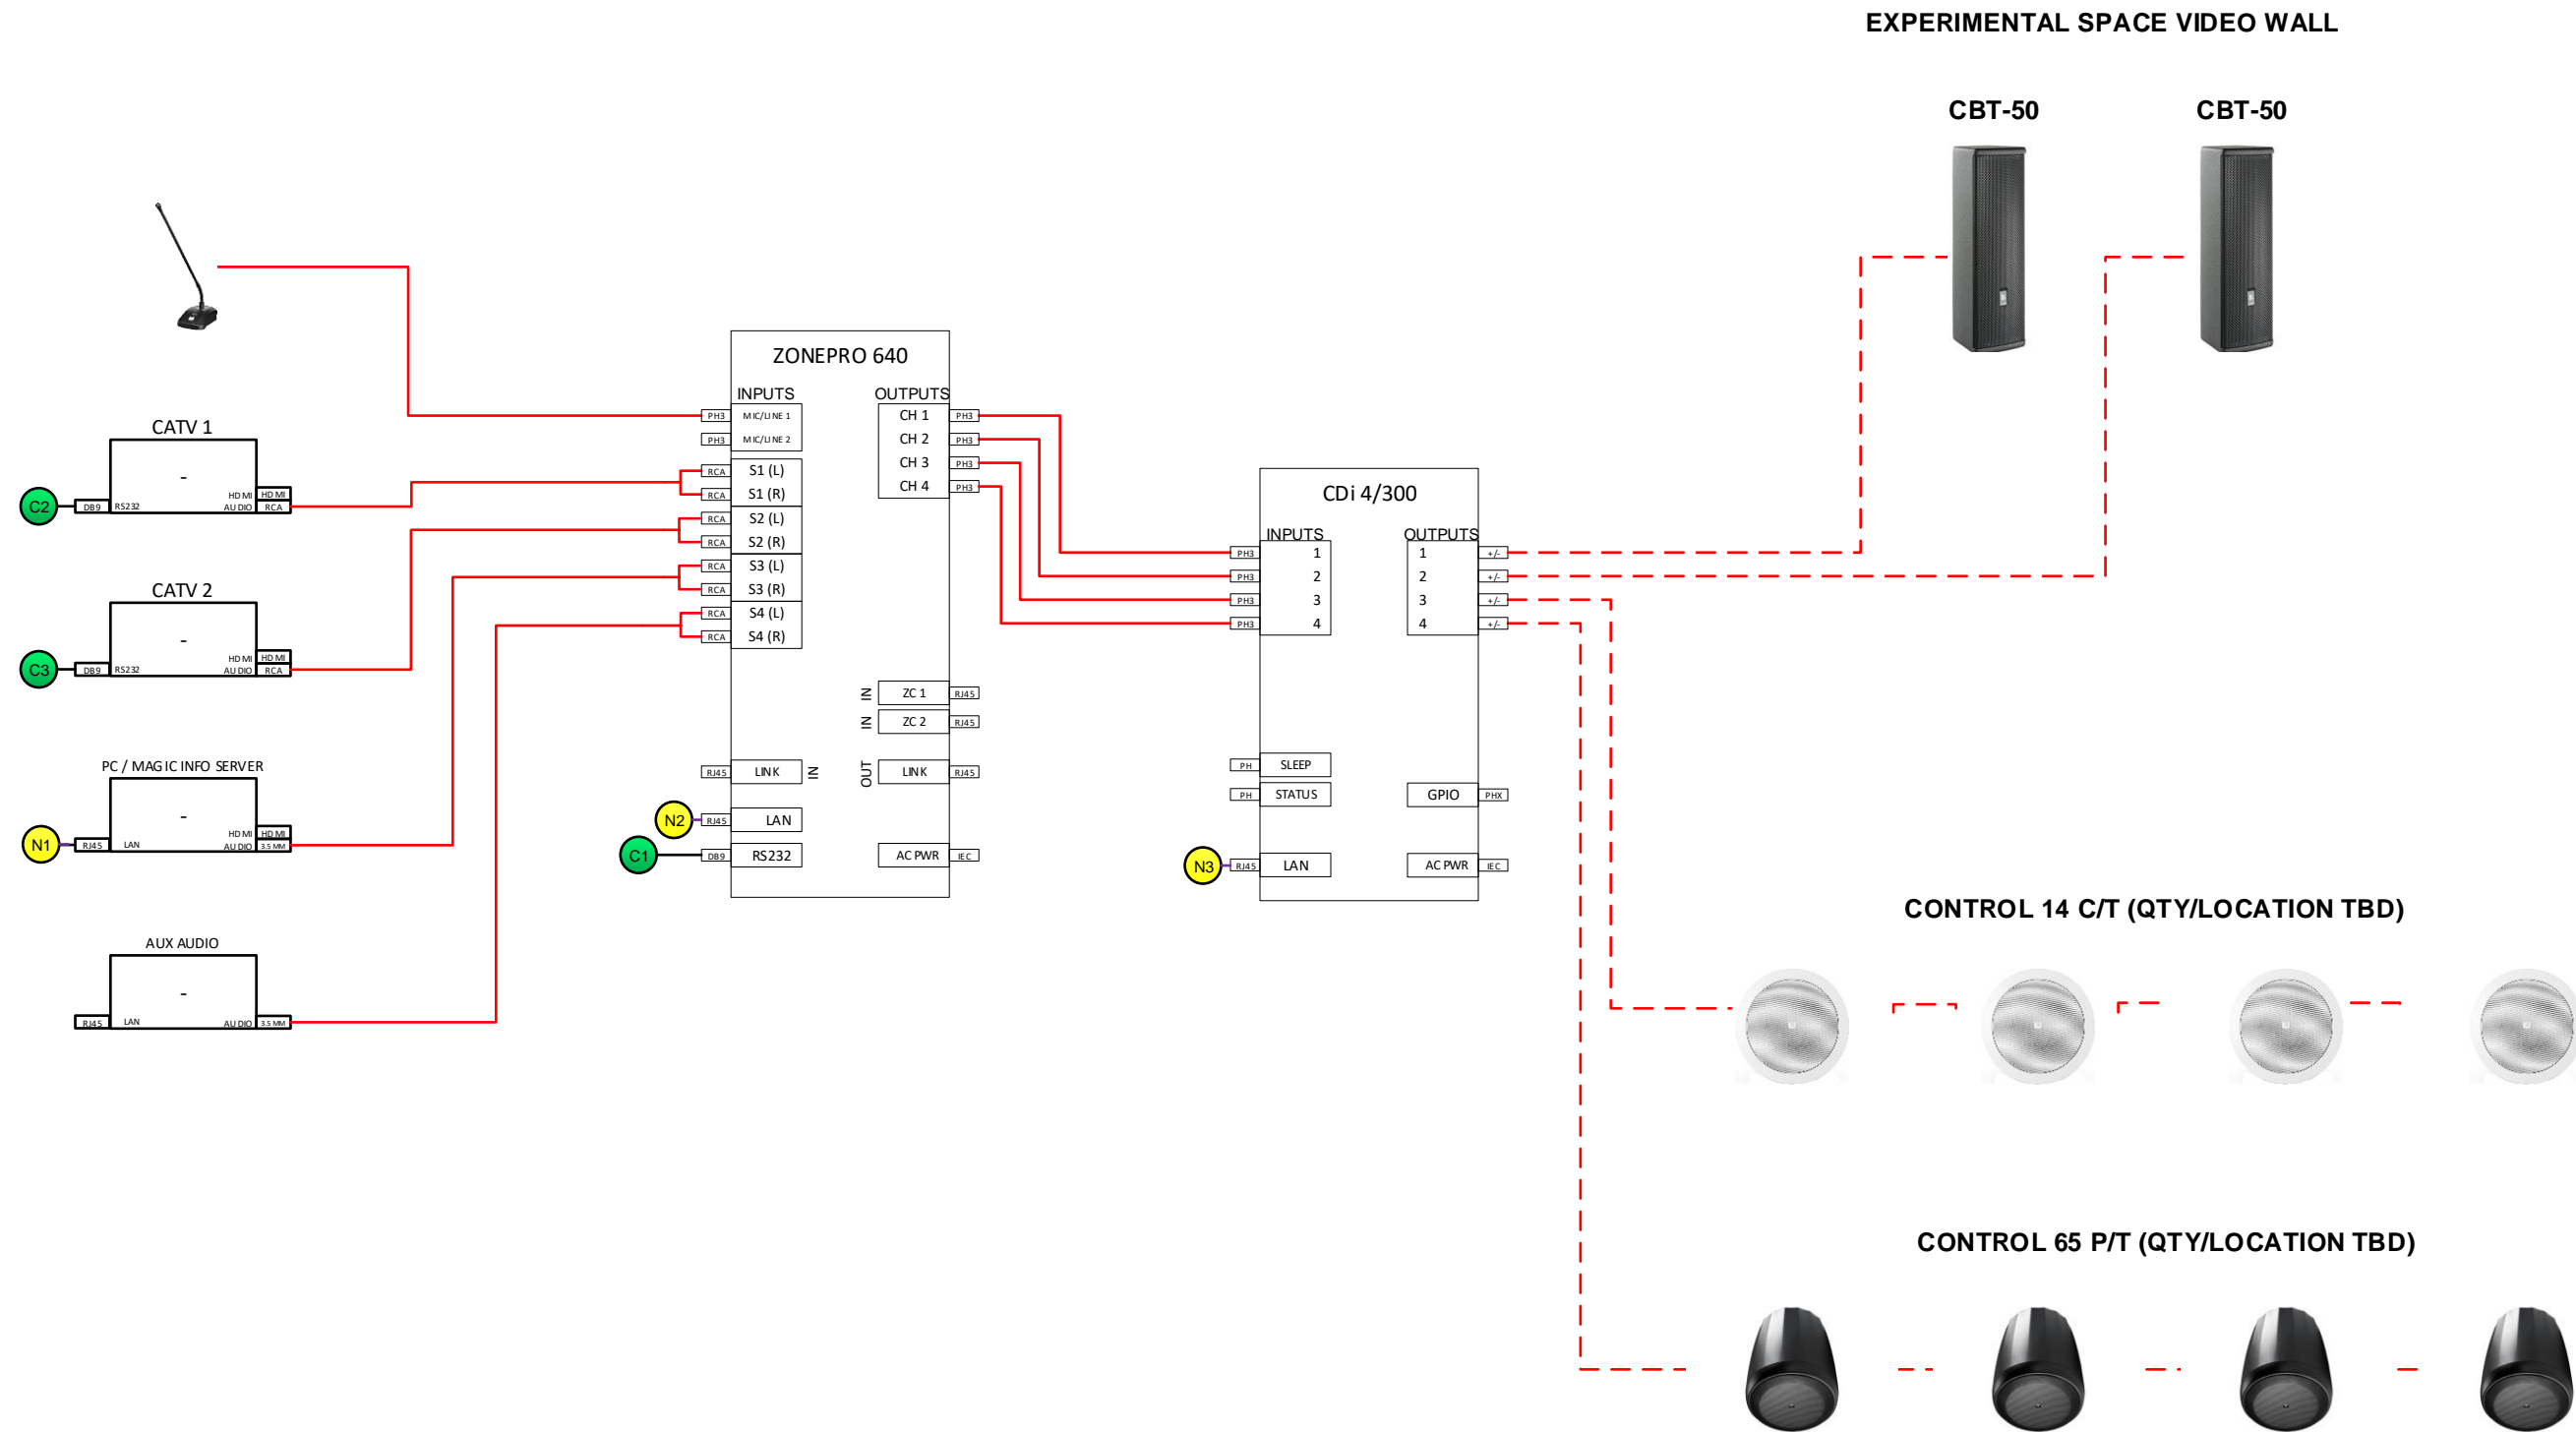 EXPERIMENTAL SPACE VIDEO WALL
CBT-50
CBT-50
CATV 1
-
C2
DB9
RS232
HDMI
HDMI
AUDIO
RCA
CATV 2
-
C3
DB9
RS232
HDMI
HDMI
AUDIO
RCA
PC / MAGIC INFO SERVER
-
N1
RJ45
LAN
HDMI
HDMI
AUDIO
3.5 MM
AUX AUDIO
-
RJ45
LAN
AUDIO
3.5 MM
ZONEPRO 640
INPUTS
OUTPUTS
PH3
MIC/LINE 1
PH3
MIC/LINE 2
RCA
S1 (L)
RCA
S1 (R)
RCA
S2 (L)
RCA
S2 (R)
RCA
S3 (L)
RCA
S3 (R)
RCA
S4 (L)
RCA
S4 (R)
CH 1
PH3
CH 2
PH3
CH 3
PH3
CH 4
PH3
IN
ZC 1
RJ45
IN
ZC 2
RJ45
RJ45
LINK
IN
OUT
LINK
RJ45
N2
RJ45
LAN
C1
DB9
RS232
AC PWR
IEC
CDi 4/300
INPUTS
OUTPUTS
PH3
1
PH3
2
PH3
3
PH3
4
1
+/-
2
+/-
3
+/-
4
+/-
PH
SLEEP
PH
STATUS
GPIO
PHX
N3
RJ45
LAN
AC PWR
IEC
CONTROL 14 C/T (QTY/LOCATION TBD)
CONTROL 65 P/T (QTY/LOCATION TBD)